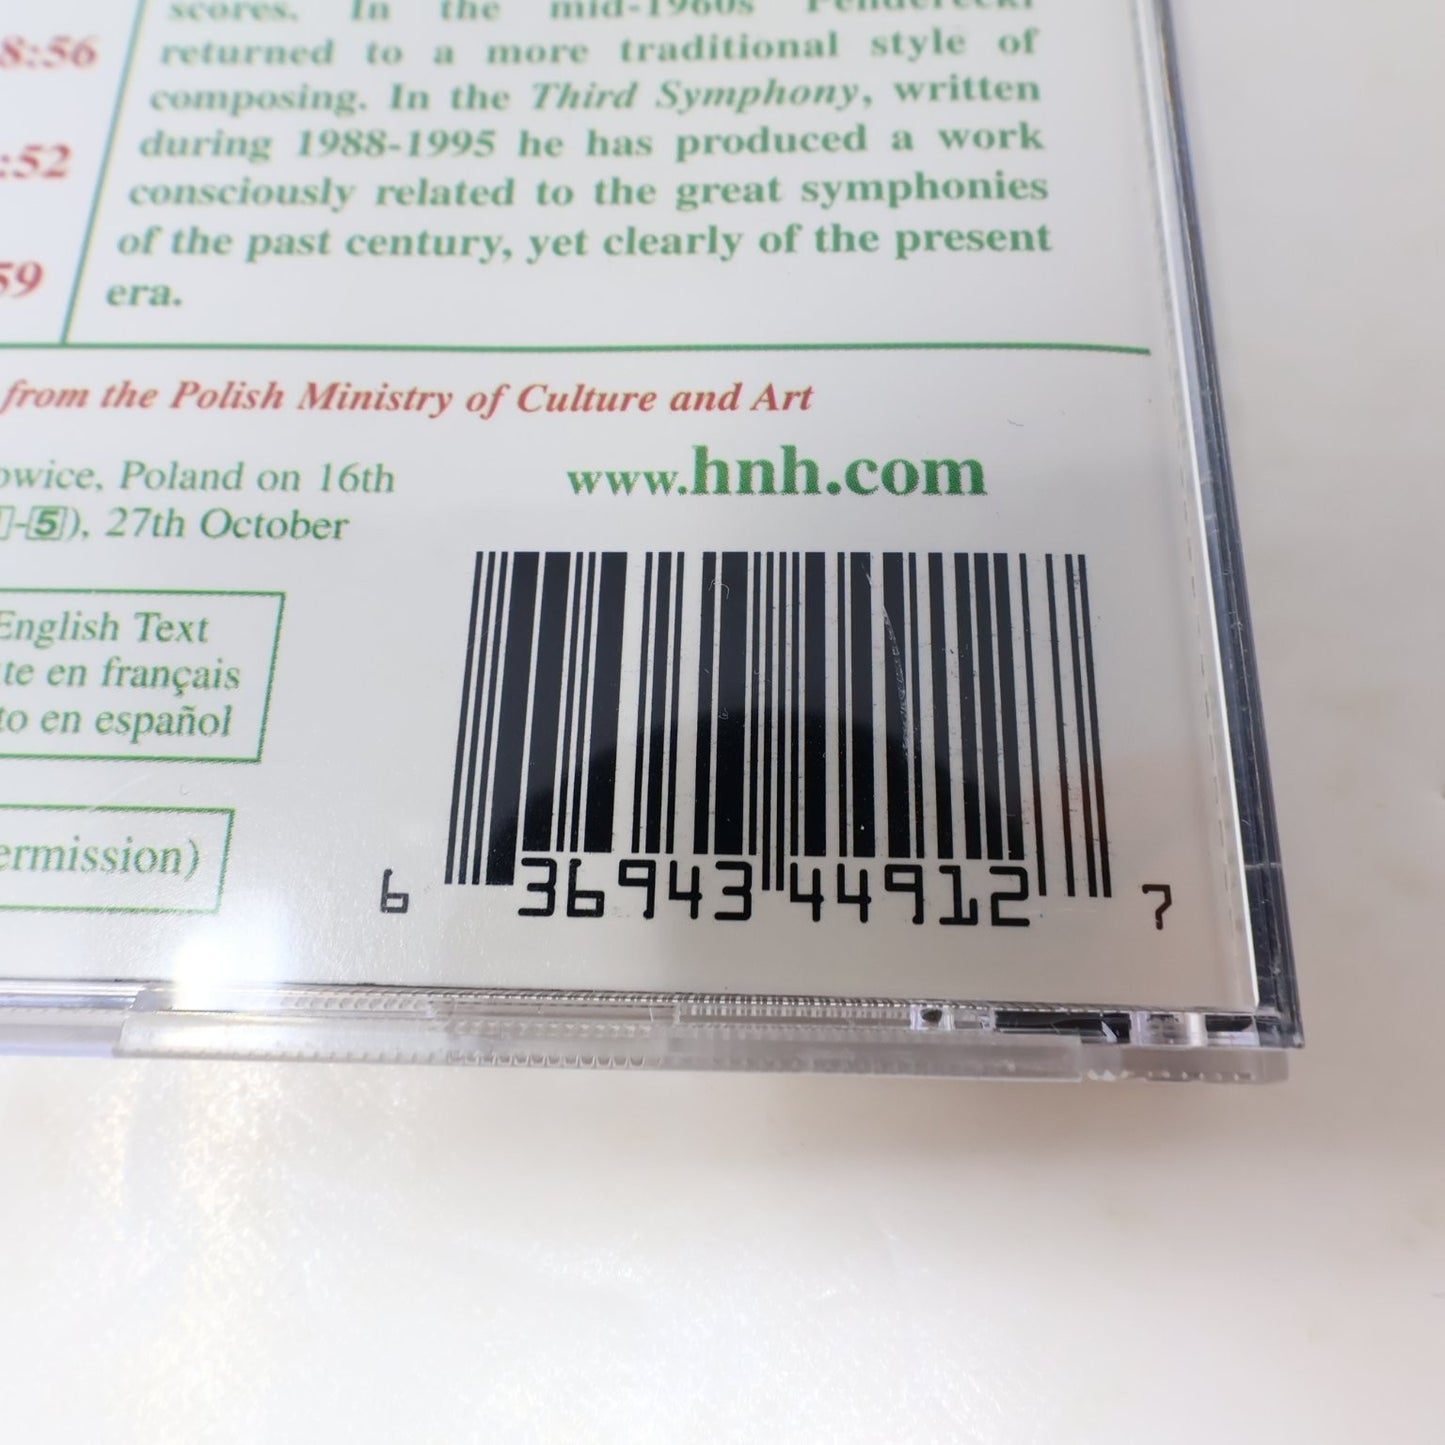 scores. In the mid-1960s Penderecki
8:56
returned to a more traditional style of
composing. In the Third Symphony, written
during 1988-1995 he has produced a work
:52
consciously related to the great symphonies
of the past century, yet clearly of the present
59
era.
from the Polish Ministry of Culture and Art
owice, Poland on 16th
-5), 27th October
www.hnh.com
English Text
te en français
to en español
ermission)
6 36943 44912 7